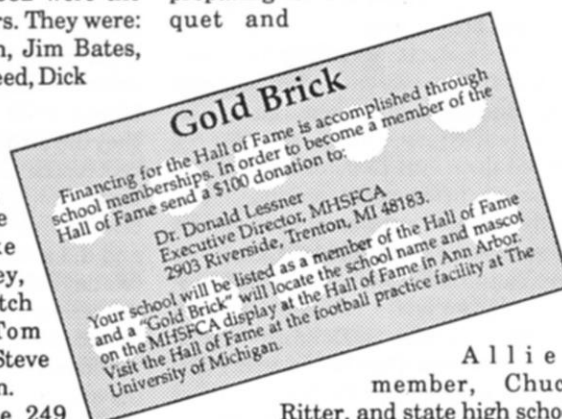 rs. They were:
n, Jim Bates,
eed, Dick
quet and
Gold Brick
Financing for the Hall of Fame is accomplished through
school memberships. In order to become a member of the
Hall of Fame send a $100 donation to:
Dr. Donald Lessner
Executive Director, MHSFCA
2903 Riverside, Trenton, MI 48183.
Your school will be listed as a member of the Hall of Fame
and a "Gold Brick" will locate the school name and mascot
on the MHSFCA display at the Hall of Fame in Ann Arbor.
Visit the Hall of Fame at the football practice facility at The
University of Michigan.
ey,
tch
Tom
Steve
n.
249
Allie
member, Chuc
Ritter, and state high schoo